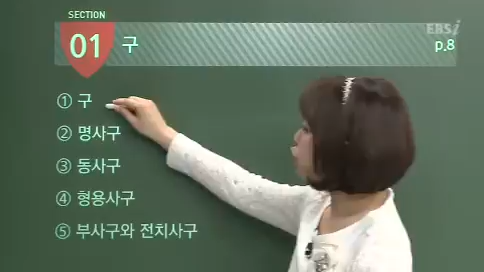 SECTION
01 구
EBSi
p.8
① 구
② 명사구
③ 동사구
④ 형용사구
⑤ 부사구와 전치사구